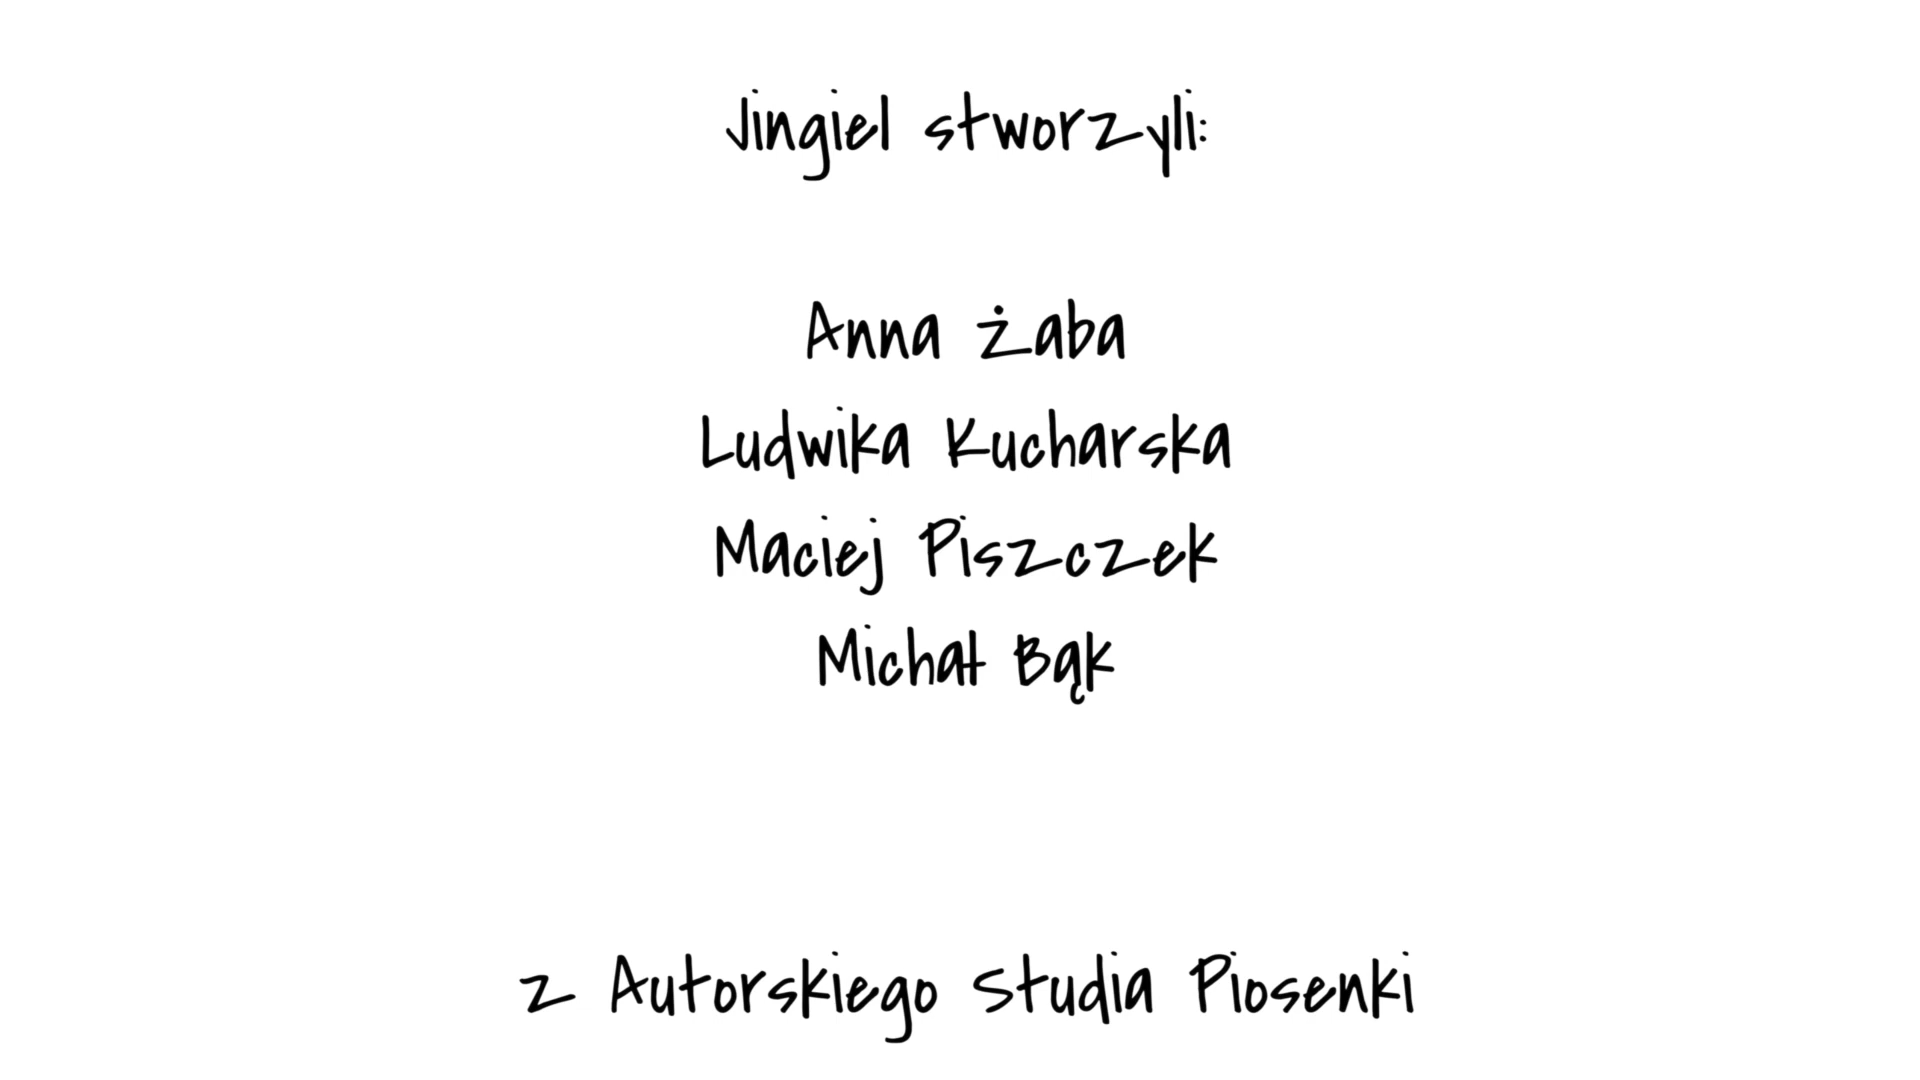 Jingiel stworzyli:
Anna Żaba
Ludwika Kucharska
Maciej Piszczek
Michał Bąk
z Autorskiego Studia Piosenki